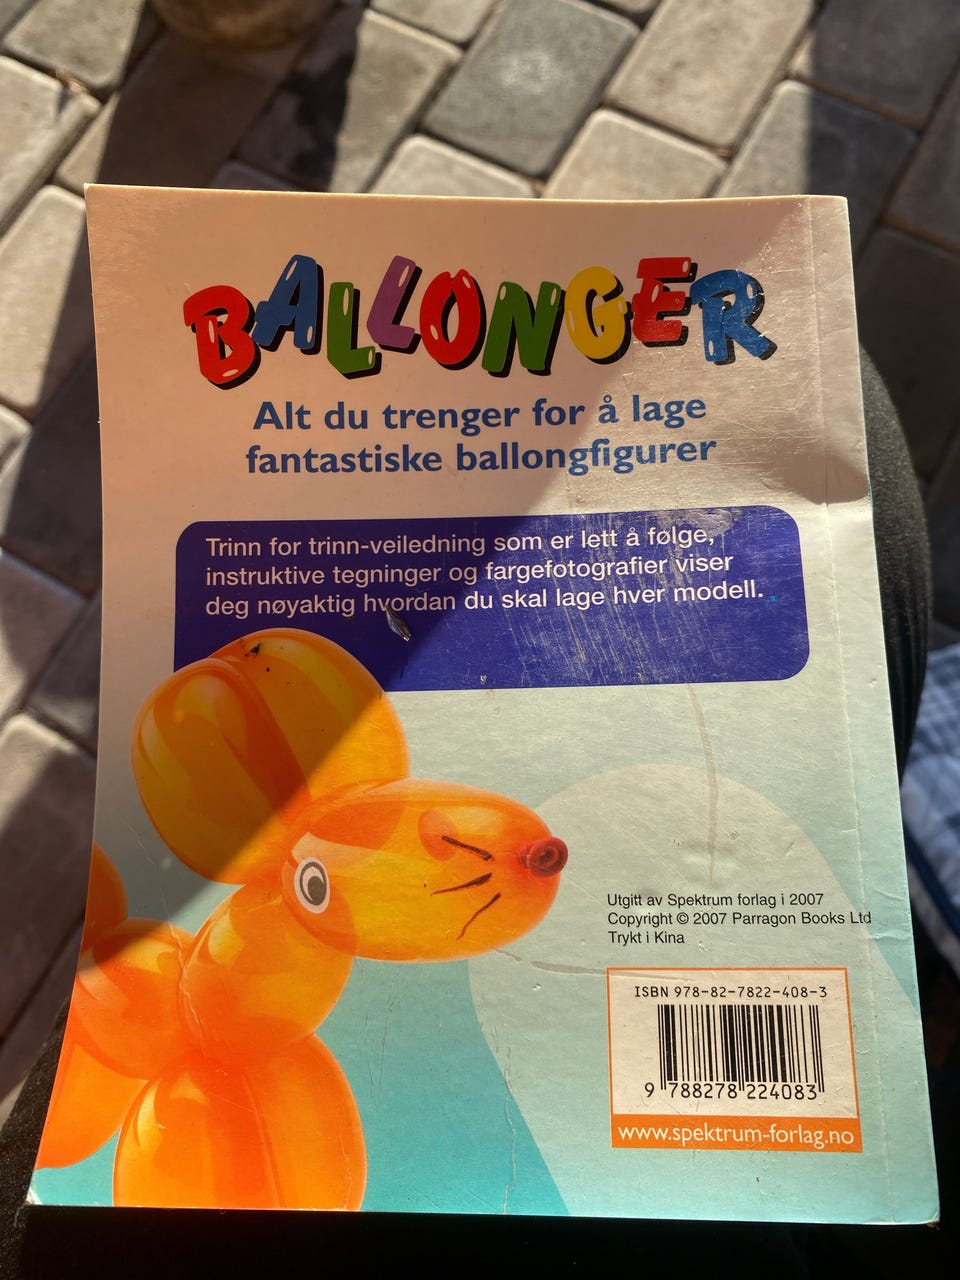 BALLONGER
Alt du trenger for å lage
fantastiske ballongfigurer
Trinn for trinn-veiledning som er lett å følge,
instruktive tegninger og fargefotografier viser
deg nøyaktig hvordan du skal lage hver modell.
Utgitt av Spektrum forlag i 2007
Copyright © 2007 Parragon Books Ltd
Trykt i Kina
ISBN 978-82-7822-408-3
9 788278 224083
www.spektrum-forlag.no